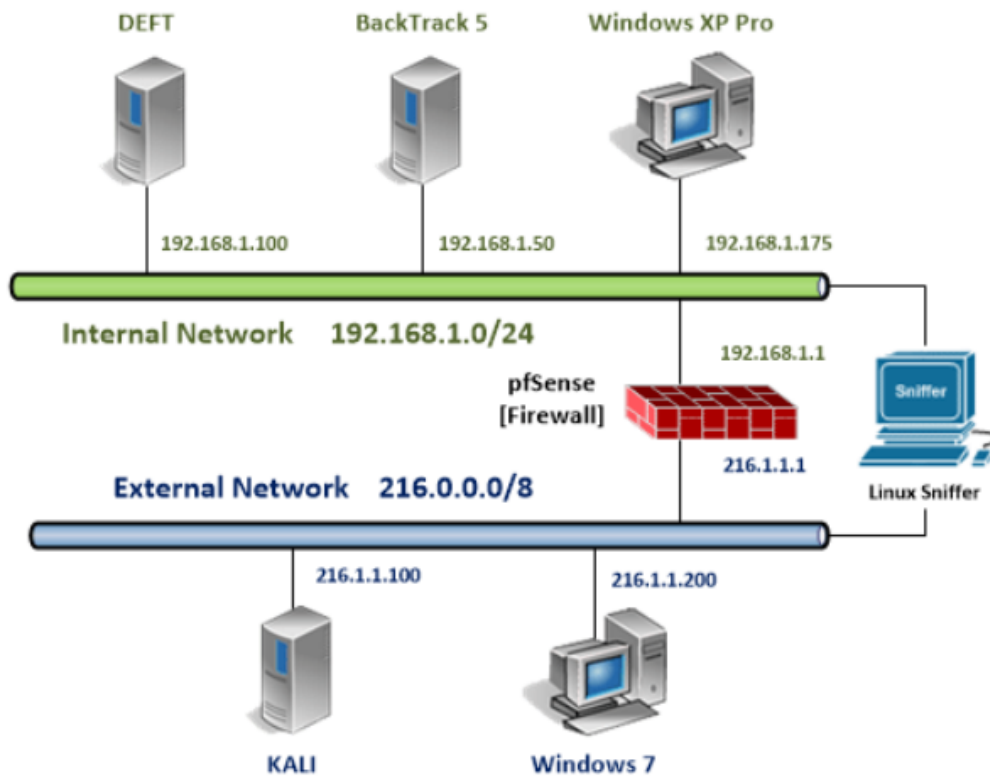 DEFT
BackTrack 5
Windows XP Pro
192.168.1.100
192.168.1.50
192.168.1.175
Internal Network 192.168.1.0/24
192.168.1.1
pfSense
[Firewall]
Sniffer
216.1.1.1
Linux Sniffer
External Network 216.0.0.0/8
216.1.1.100
216.1.1.200
KALI
Windows 7